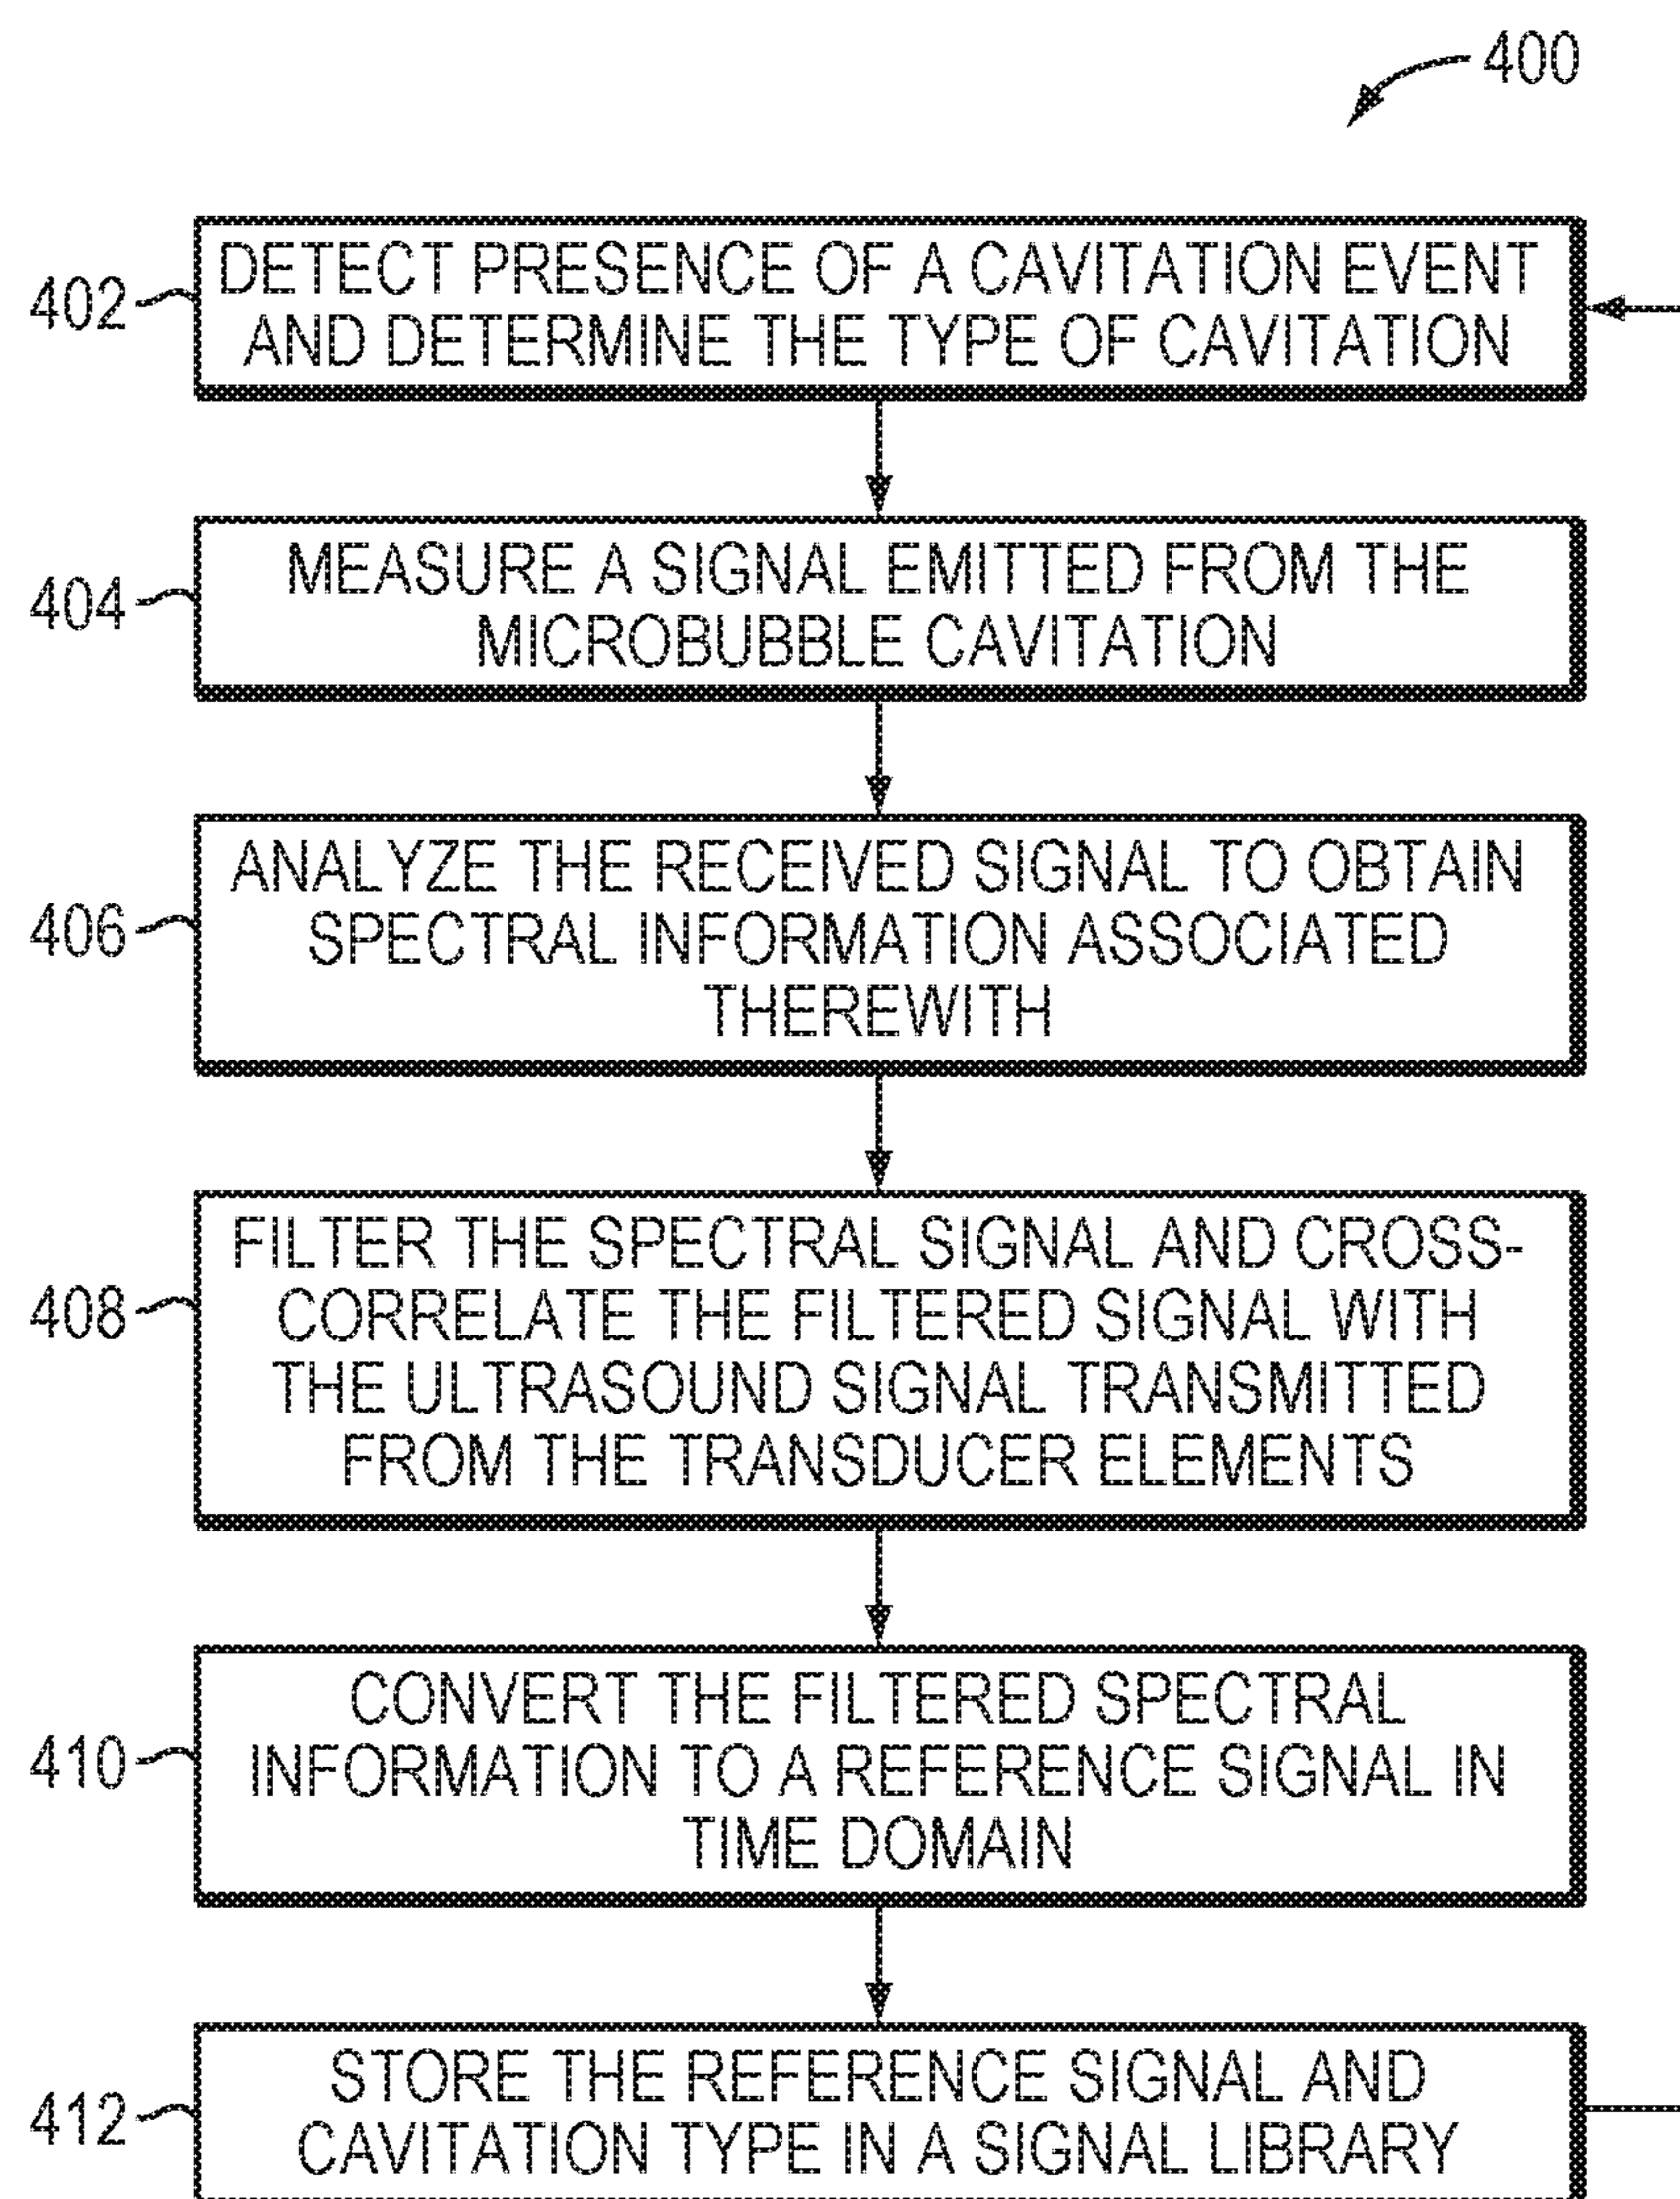 400
402
DETECT PRESENCE OF A CAVITATION EVENT
AND DETERMINE THE TYPE OF CAVITATION
404
MEASURE A SIGNAL EMITTED FROM THE
MICROBUBBLE CAVITATION
406
ANALYZE THE RECEIVED SIGNAL TO OBTAIN
SPECTRAL INFORMATION ASSOCIATED
THEREWITH
408
FILTER THE SPECTRAL SIGNAL AND CROSS-
CORRELATE THE FILTERED SIGNAL WITH
THE ULTRASOUND SIGNAL TRANSMITTED
FROM THE TRANSDUCER ELEMENTS
410
CONVERT THE FILTERED SPECTRAL
INFORMATION TO A REFERENCE SIGNAL IN
TIME DOMAIN
412
STORE THE REFERENCE SIGNAL AND
CAVITATION TYPE IN A SIGNAL LIBRARY